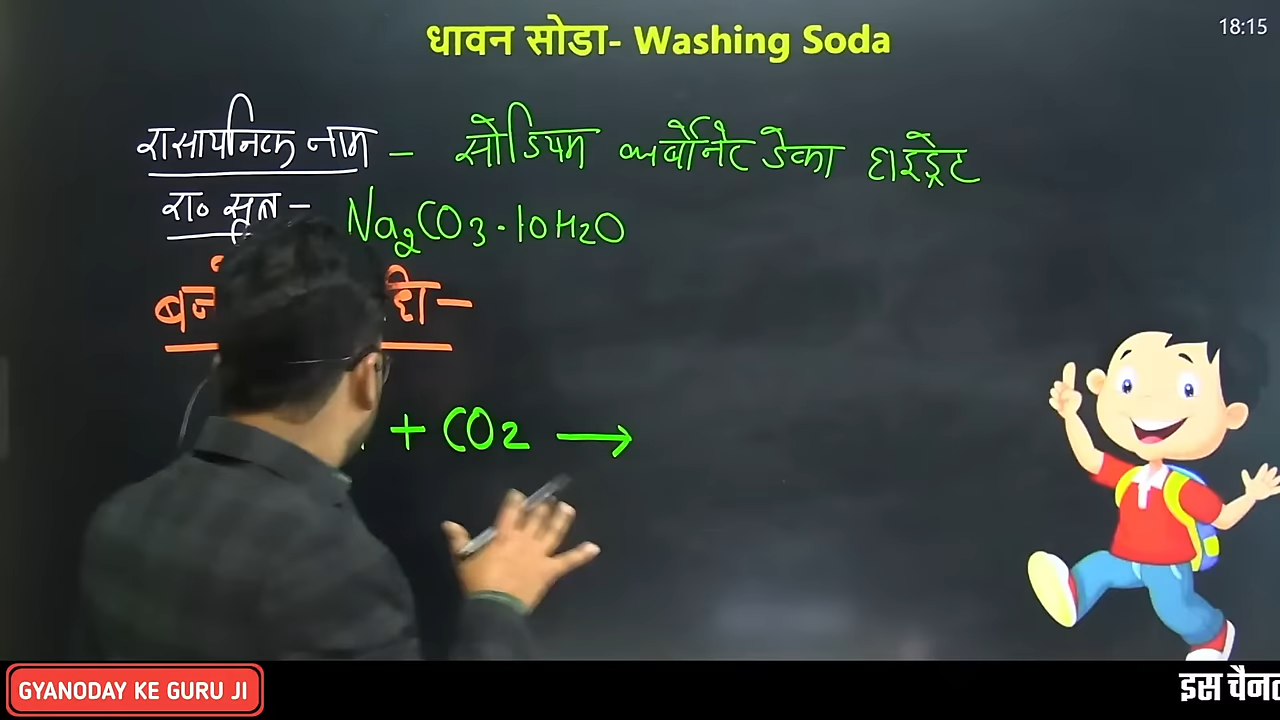 धावन सोडा- Washing Soda
18:15
रासायनिक नाम – सोडियम कार्बोनेट डेका हाइड्रेट
रा० सूत्र – Na2CO3·10H2O
+ CO2 →
GYANODAY KE GURU JI
इस चैनल